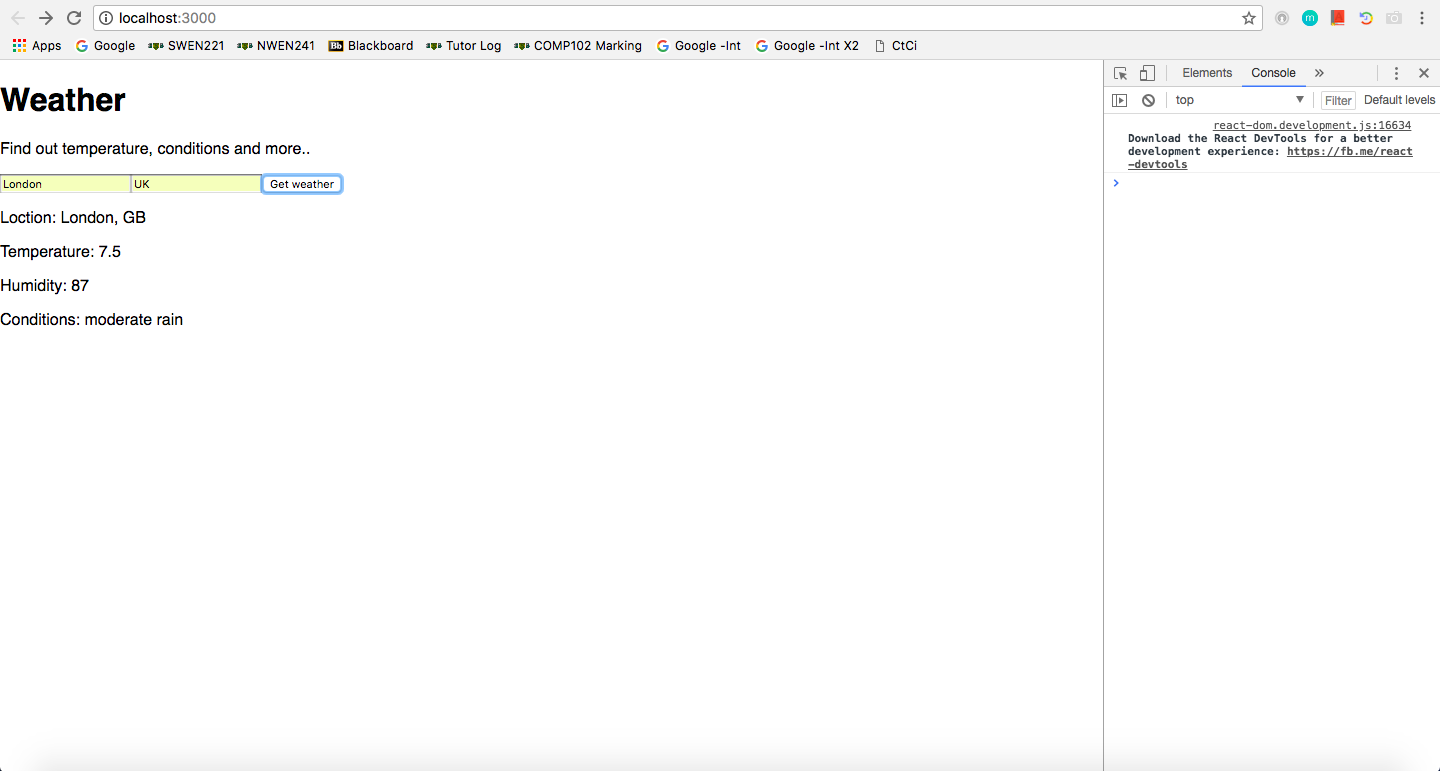 localhost:3000
Apps Google SWEN221 NWEN241 Bb Blackboard Tutor Log COMP102 Marking Google -Int Google -Int X2 CtCi
Weather
Find out temperature, conditions and more..
London UK Get weather
Loction: London, GB
Temperature: 7.5
Humidity: 87
Conditions: moderate rain
Elements Console »
top Filter Default levels
react-dom.development.js:16634
Download the React DevTools for a better
development experience: https://fb.me/react
-devtools